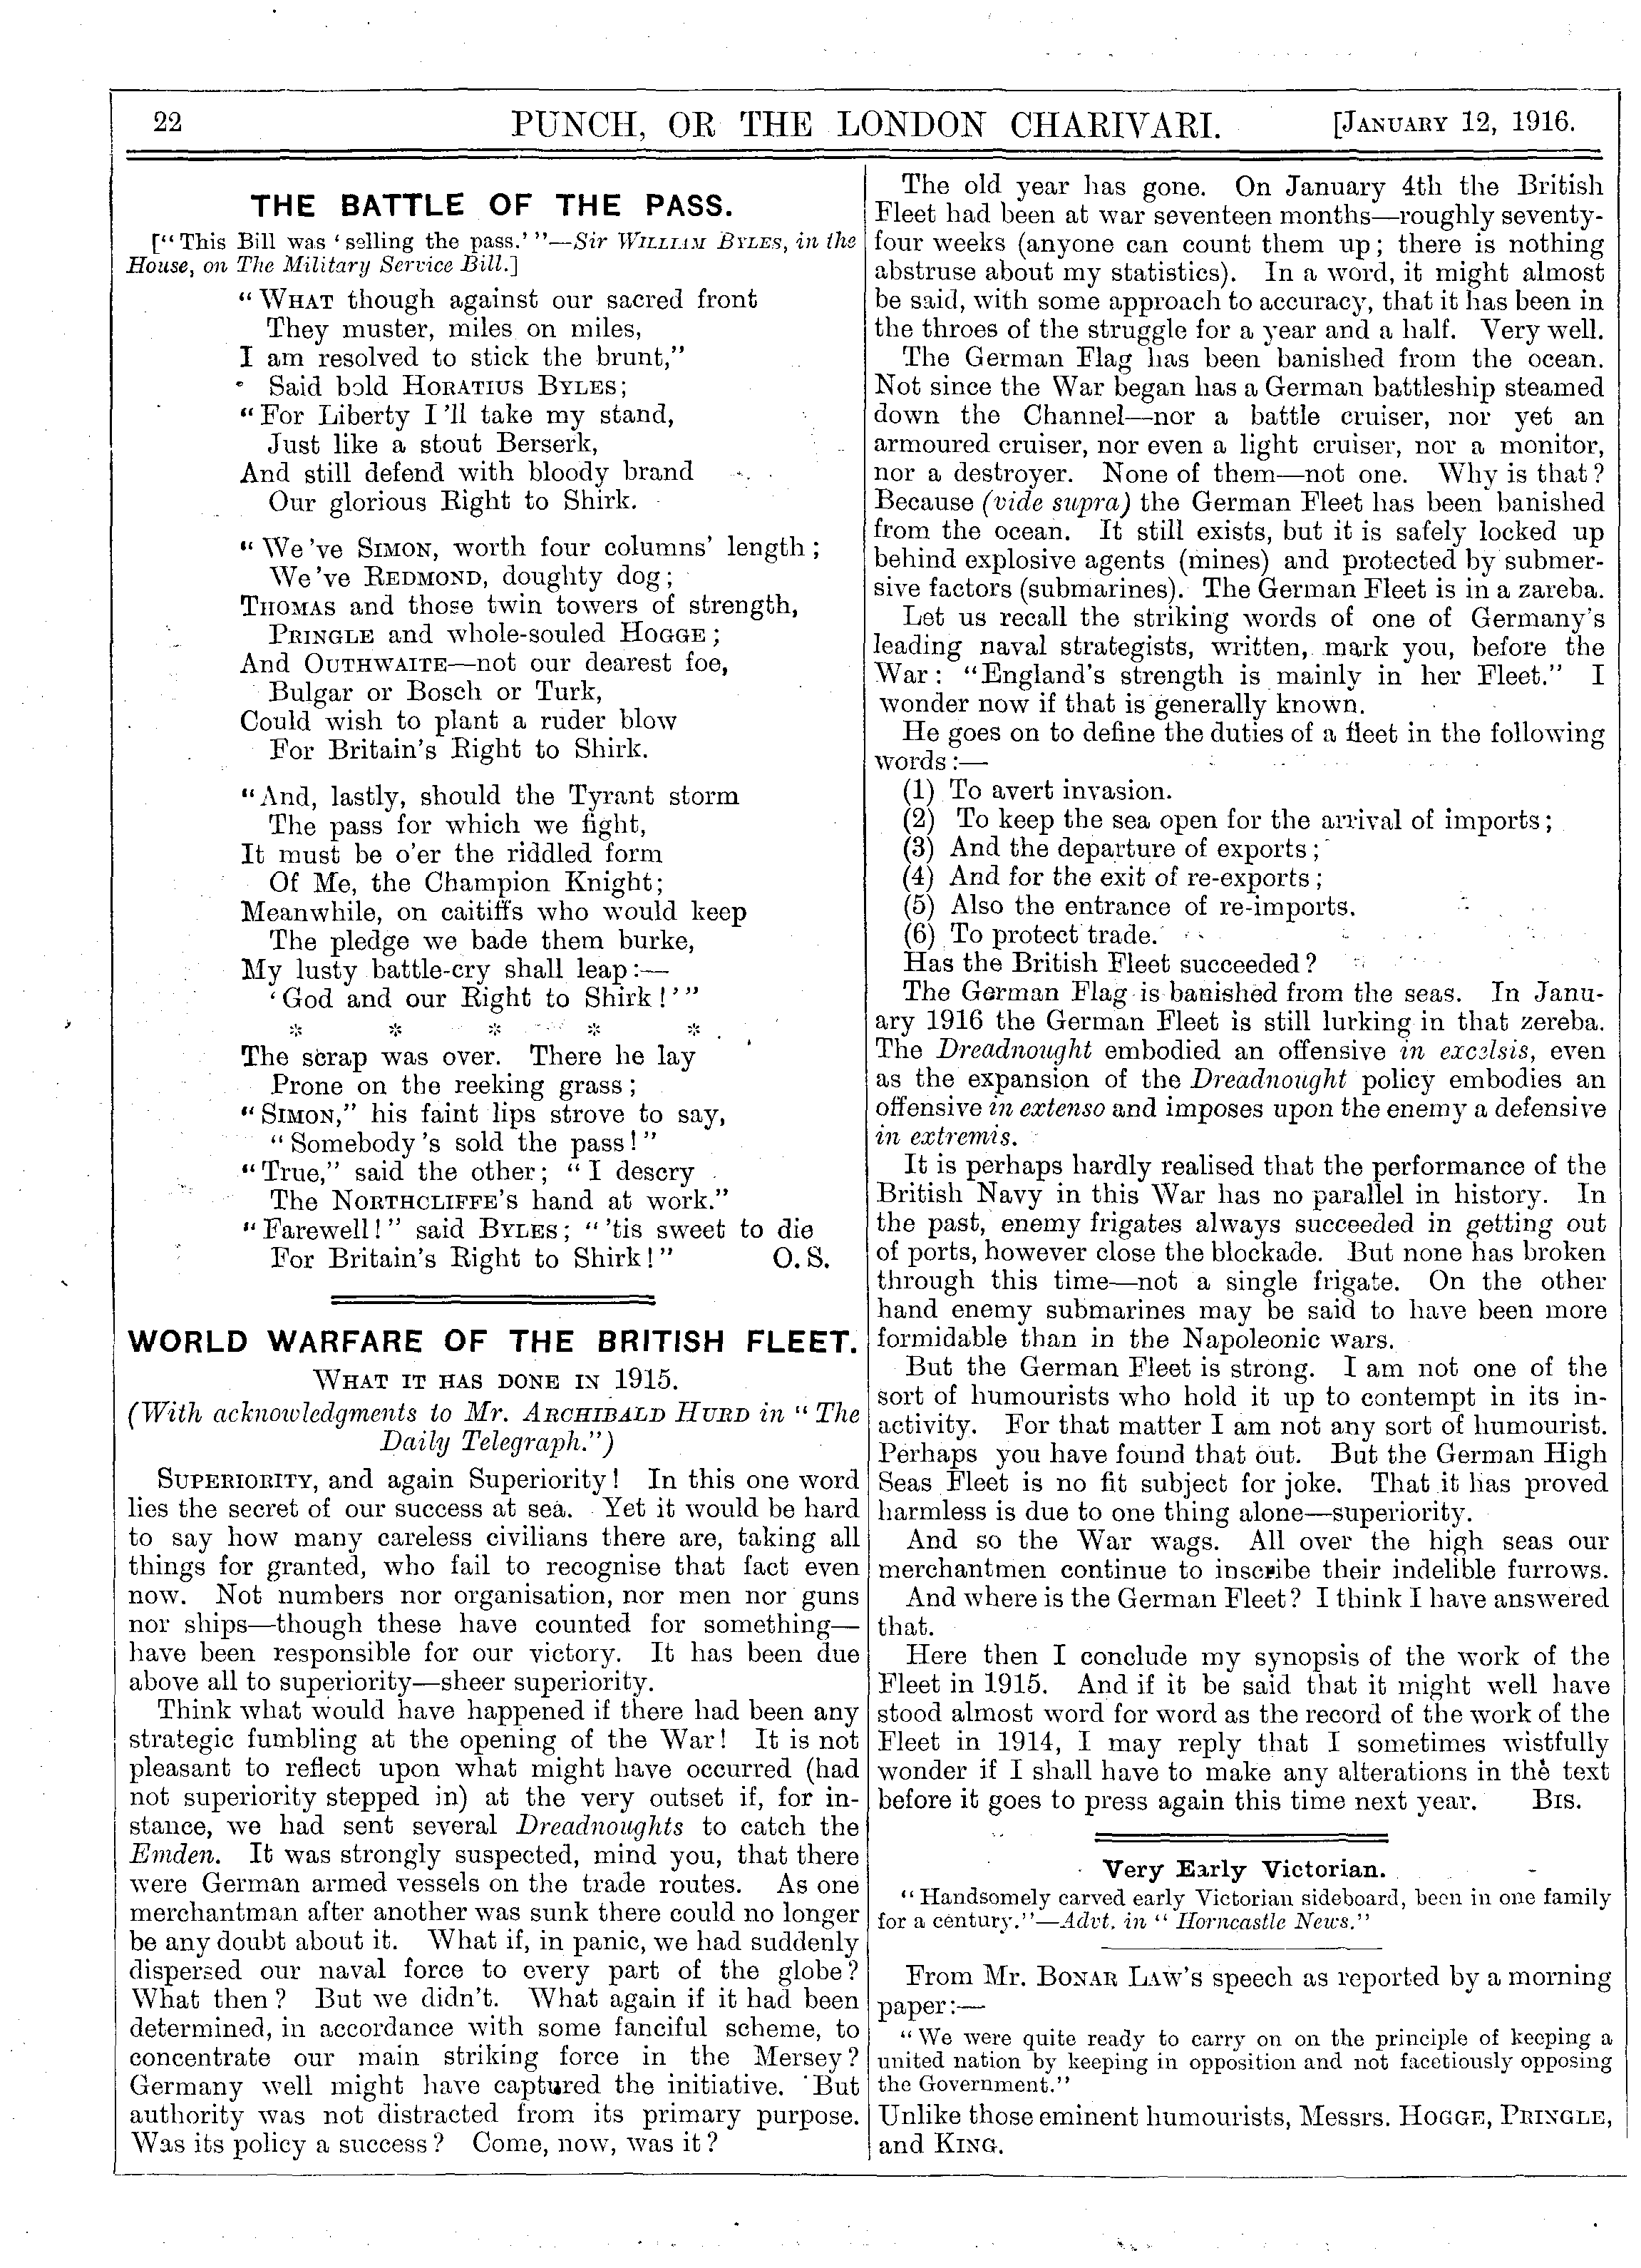 22 PUNCH, OR THE LONDON CHARIVARI. [JANUARY 12, 1916.
THE BATTLE OF THE PASS.
["This Bill was 'selling the pass.'"—Sir WILLIAM BYLES, in the
House, on The Military Service Bill.]
"WHAT though against our sacred front
They muster, miles on miles,
I am resolved to stick the brunt,"
Said bold HORATIUS BYLES;
"For Liberty I'll take my stand,
Just like a stout Berserk,
And still defend with bloody brand
Our glorious Right to Shirk.
"We've SIMON, worth four columns' length;
We've REDMOND, doughty dog;
THOMAS and those twin towers of strength,
PRINGLE and whole-souled HOGGE;
And OUTHWAITE—not our dearest foe,
Bulgar or Bosch or Turk,
Could wish to plant a ruder blow
For Britain's Right to Shirk.
"And, lastly, should the Tyrant storm
The pass for which we fight,
It must be o'er the riddled form
Of Me, the Champion Knight;
Meanwhile, on caitiffs who would keep
The pledge we bade them burke,
My lusty battle-cry shall leap:—
'God and our Right to Shirk!'"
* * * * *
The scrap was over. There he lay
Prone on the reeking grass;
"SIMON," his faint lips strove to say,
"Somebody's sold the pass!"
"True," said the other; "I descry
The NORTHCLIFFE'S hand at work."
"Farewell!" said BYLES; "'tis sweet to die
For Britain's Right to Shirk!" O. S.
WORLD WARFARE OF THE BRITISH FLEET.
WHAT IT HAS DONE IN 1915.
(With acknowledgments to Mr. ARCHIBALD HURD in "The
Daily Telegraph.")
SUPERIORITY, and again Superiority! In this one word
lies the secret of our success at sea. Yet it would be hard
to say how many careless civilians there are, taking all
things for granted, who fail to recognise that fact even
now. Not numbers nor organisation, nor men nor guns
nor ships—though these have counted for something—
have been responsible for our victory. It has been due
above all to superiority—sheer superiority.
Think what would have happened if there had been any
strategic fumbling at the opening of the War! It is not
pleasant to reflect upon what might have occurred (had
not superiority stepped in) at the very outset if, for in-
stance, we had sent several Dreadnoughts to catch the
Emden. It was strongly suspected, mind you, that there
were German armed vessels on the trade routes. As one
merchantman after another was sunk there could no longer
be any doubt about it. What if, in panic, we had suddenly
dispersed our naval force to every part of the globe?
What then? But we didn't. What again if it had been
determined, in accordance with some fanciful scheme, to
concentrate our main striking force in the Mersey?
Germany well might have captured the initiative. But
authority was not distracted from its primary purpose.
Was its policy a success? Come, now, was it?
The old year has gone. On January 4th the British
Fleet had been at war seventeen months—roughly seventy-
four weeks (anyone can count them up; there is nothing
abstruse about my statistics). In a word, it might almost
be said, with some approach to accuracy, that it has been in
the throes of the struggle for a year and a half. Very well.
The German Flag has been banished from the ocean.
Not since the War began has a German battleship steamed
down the Channel—nor a battle cruiser, nor yet an
armoured cruiser, nor even a light cruiser, nor a monitor,
nor a destroyer. None of them—not one. Why is that?
Because (vide supra) the German Fleet has been banished
from the ocean. It still exists, but it is safely locked up
behind explosive agents (mines) and protected by submer-
sive factors (submarines). The German Fleet is in a zareba.
Let us recall the striking words of one of Germany's
leading naval strategists, written, mark you, before the
War: "England's strength is mainly in her Fleet." I
wonder now if that is generally known.
He goes on to define the duties of a fleet in the following
words:—
(1) To avert invasion.
(2) To keep the sea open for the arrival of imports;
(3) And the departure of exports;
(4) And for the exit of re-exports;
(5) Also the entrance of re-imports.
(6) To protect trade.
Has the British Fleet succeeded?
The German Flag is banished from the seas. In Janu-
ary 1916 the German Fleet is still lurking in that zereba.
The Dreadnought embodied an offensive in excelsis, even
as the expansion of the Dreadnought policy embodies an
offensive in extenso and imposes upon the enemy a defensive
in extremis.
It is perhaps hardly realised that the performance of the
British Navy in this War has no parallel in history. In
the past, enemy frigates always succeeded in getting out
of ports, however close the blockade. But none has broken
through this time—not a single frigate. On the other
hand enemy submarines may be said to have been more
formidable than in the Napoleonic wars.
But the German Fleet is strong. I am not one of the
sort of humourists who hold it up to contempt in its in-
activity. For that matter I am not any sort of humourist.
Perhaps you have found that out. But the German High
Seas Fleet is no fit subject for joke. That it has proved
harmless is due to one thing alone—superiority.
And so the War wags. All over the high seas our
merchantmen continue to inscribe their indelible furrows.
And where is the German Fleet? I think I have answered
that.
Here then I conclude my synopsis of the work of the
Fleet in 1915. And if it be said that it might well have
stood almost word for word as the record of the work of the
Fleet in 1914, I may reply that I sometimes wistfully
wonder if I shall have to make any alterations in the text
before it goes to press again this time next year. BIS.
Very Early Victorian.
"Handsomely carved early Victorian sideboard, been in one family
for a century."—Advt. in "Horncastle News."
From Mr. BONAR LAW'S speech as reported by a morning
paper:—
"We were quite ready to carry on on the principle of keeping a
united nation by keeping in opposition and not facetiously opposing
the Government."
Unlike those eminent humourists, Messrs. HOGGE, PRINGLE,
and KING.